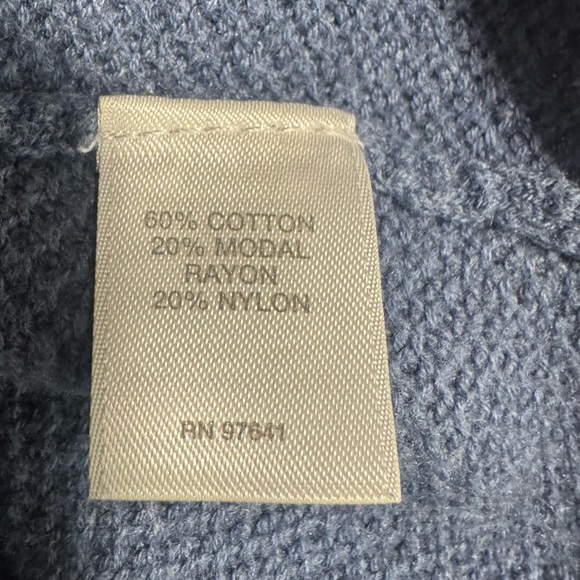 60% COTTON
20% MODAL
RAYON
20% NYLON
RN 97641